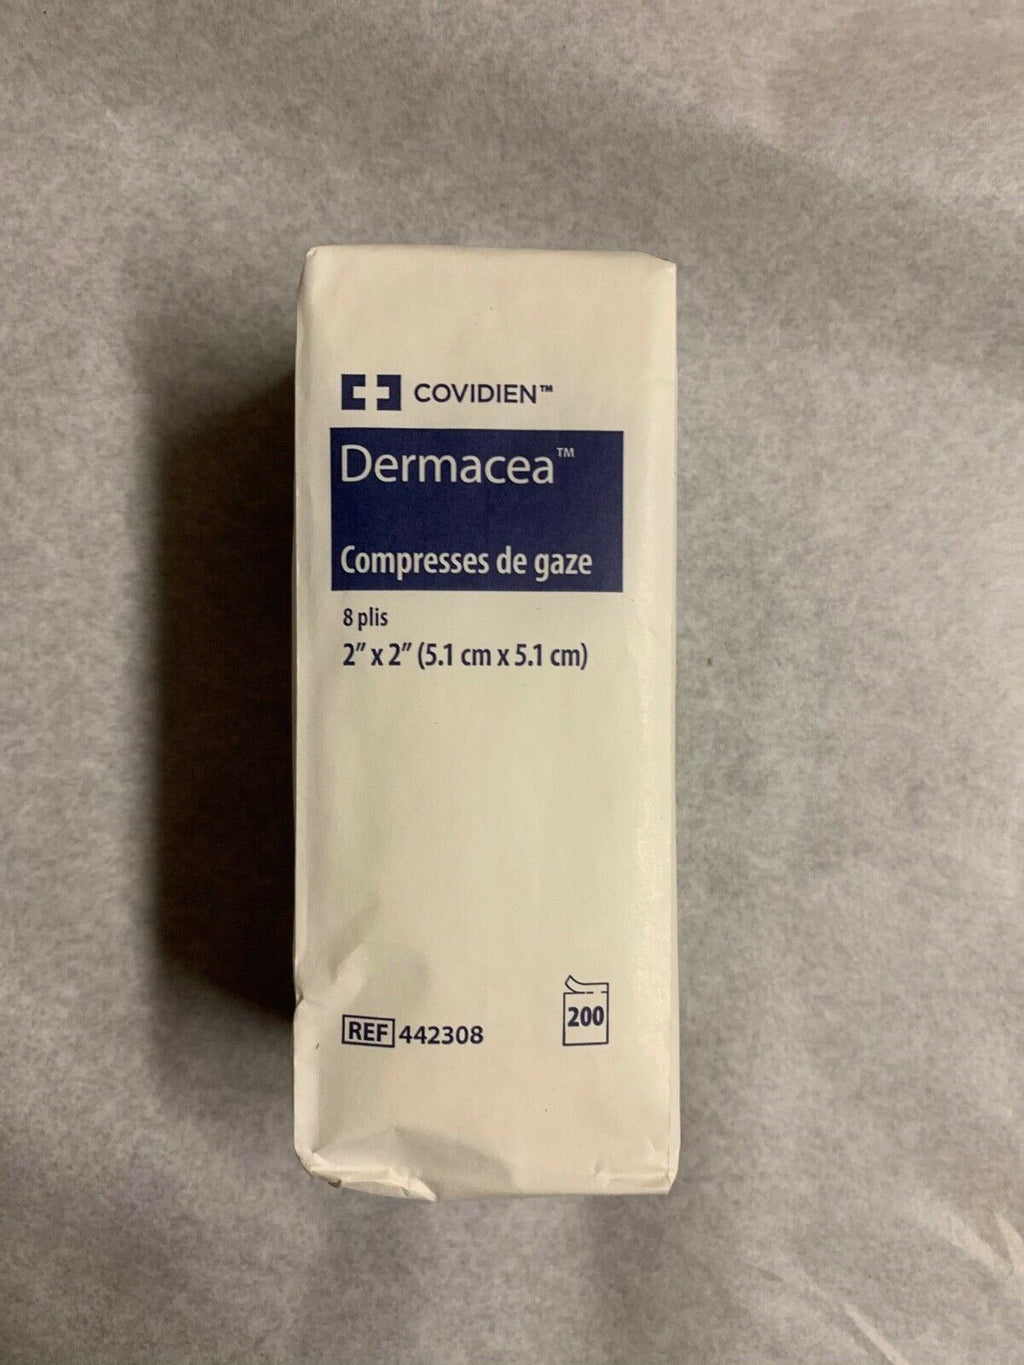 COVIDIEN™
Dermacea™
Compresses de gaze
8 plis
2” x 2” (5.1 cm x 5.1 cm)
200
REF 442308